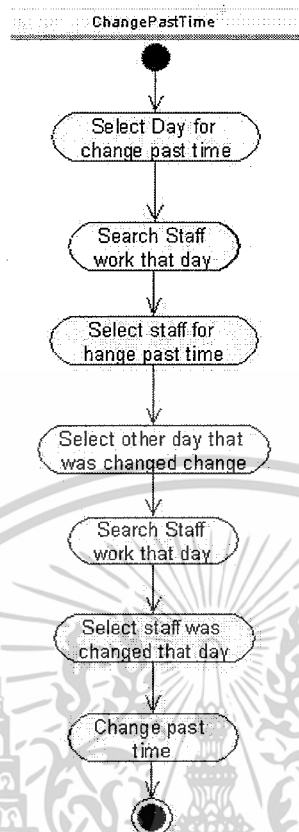 ChangePastTime
Select Day for
change past time
Search Staff
work that day
Select staff for
hange past time
Select other day that
was changed change
Search Staff
work that day
Select staff was
changed that day
Change past
time